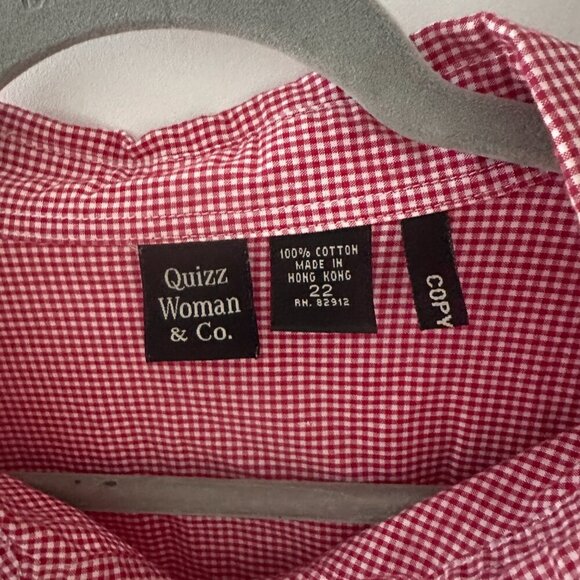 Quizz
Woman
& Co.
100% COTTON
MADE IN
HONG KONG
22
RN. 82912
COPY